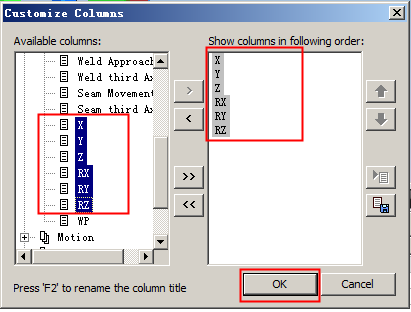 Customize Columns
Available columns:
Show columns in following order:
Weld Approach
Weld third Ax
Seam Movement
Seam third Ax
X
Y
Z
RX
RY
RZ
WP
Motion
>
<
>>
<<
X
Y
Z
RX
RY
RZ
Press 'F2' to rename the column title
OK
Cancel